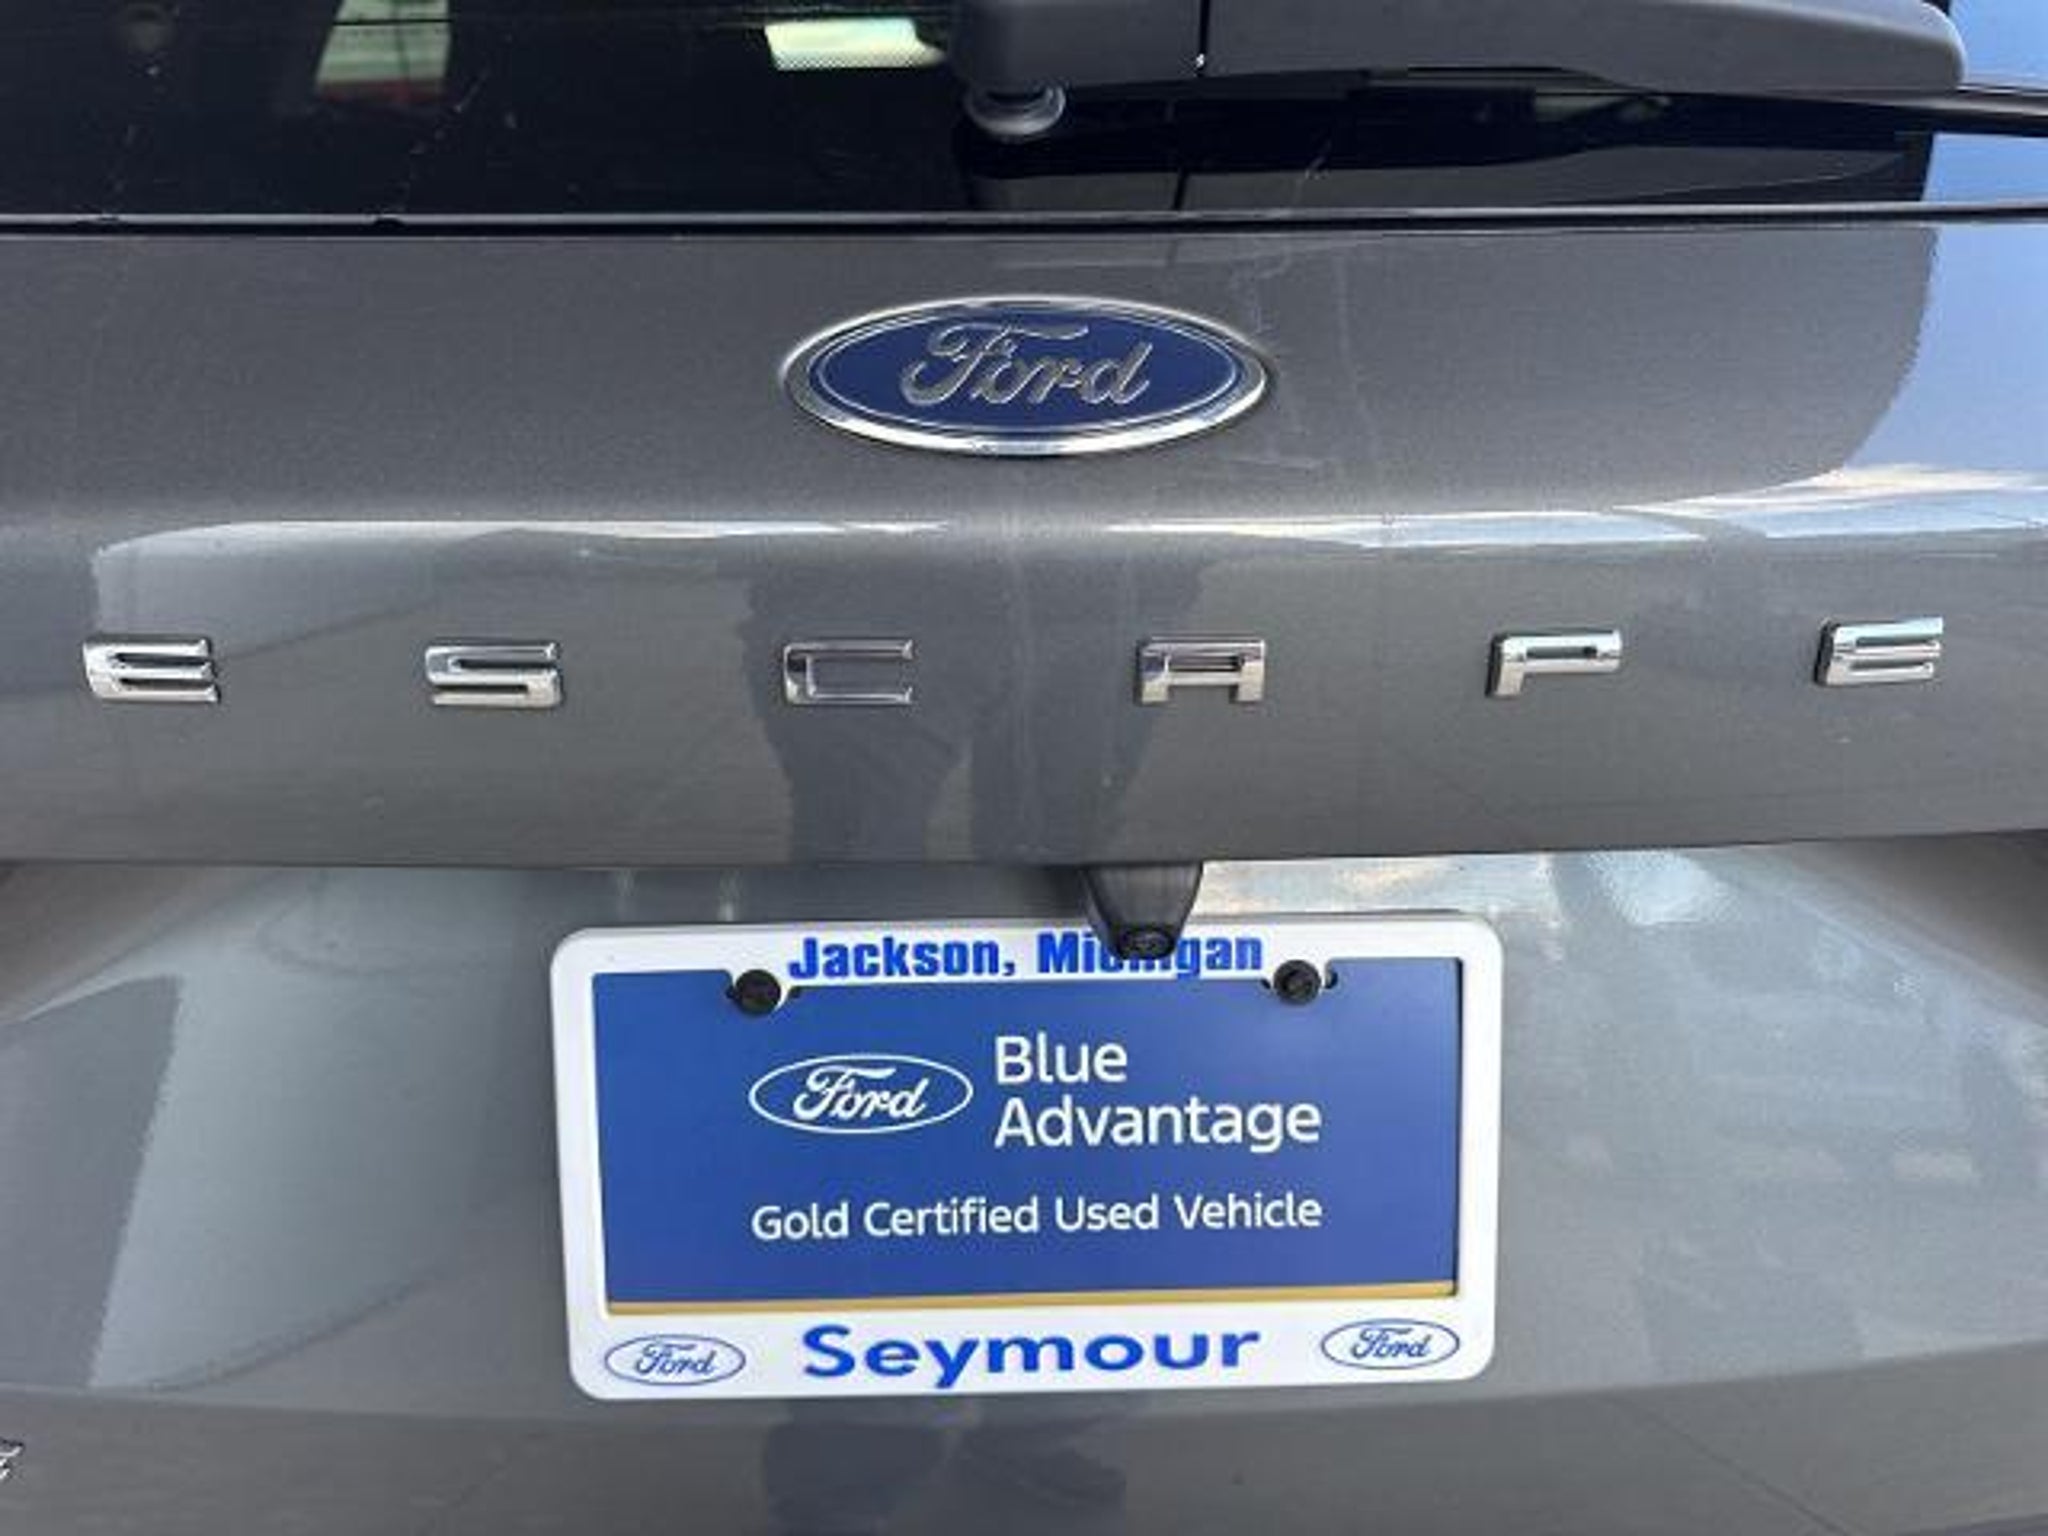 Ford
ESCAPE
Jackson, Michigan
Ford
Blue
Advantage
Gold Certified Used Vehicle
Ford Seymour Ford